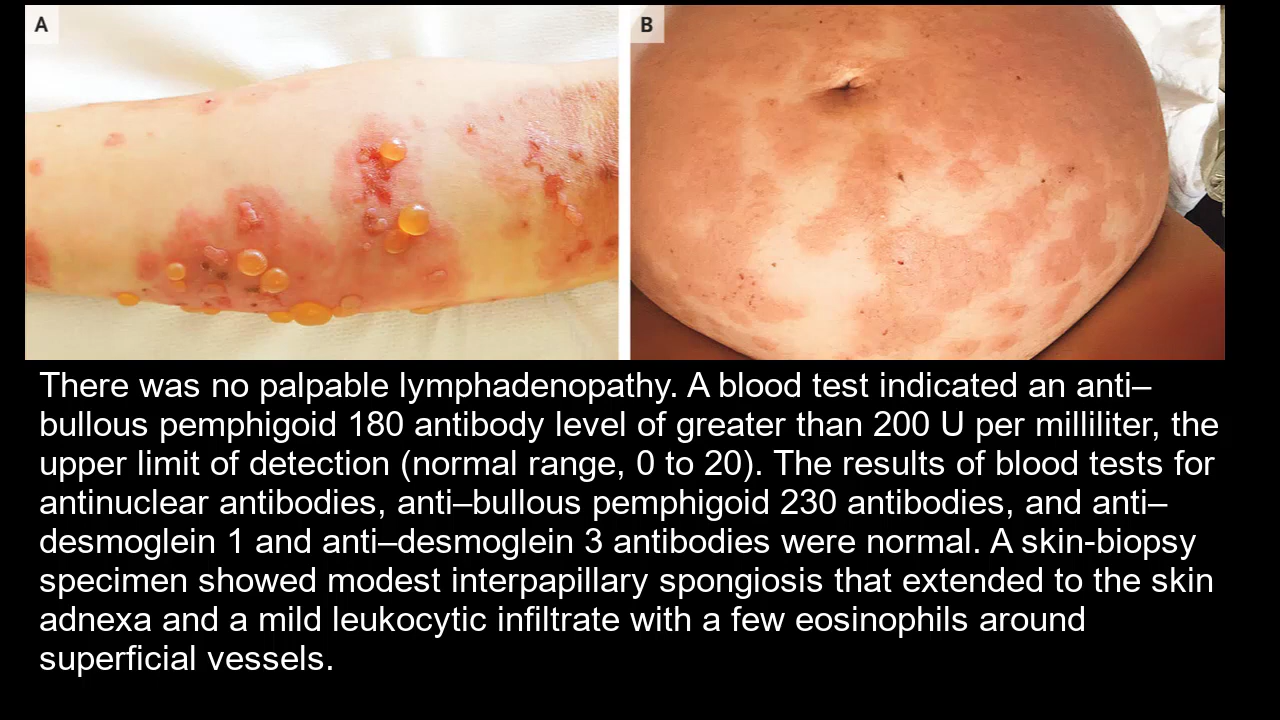 A
B
There was no palpable lymphadenopathy. A blood test indicated an anti–
bullous pemphigoid 180 antibody level of greater than 200 U per milliliter, the
upper limit of detection (normal range, 0 to 20). The results of blood tests for
antinuclear antibodies, anti–bullous pemphigoid 230 antibodies, and anti–
desmoglein 1 and anti–desmoglein 3 antibodies were normal. A skin-biopsy
specimen showed modest interpapillary spongiosis that extended to the skin
adnexa and a mild leukocytic infiltrate with a few eosinophils around
superficial vessels.